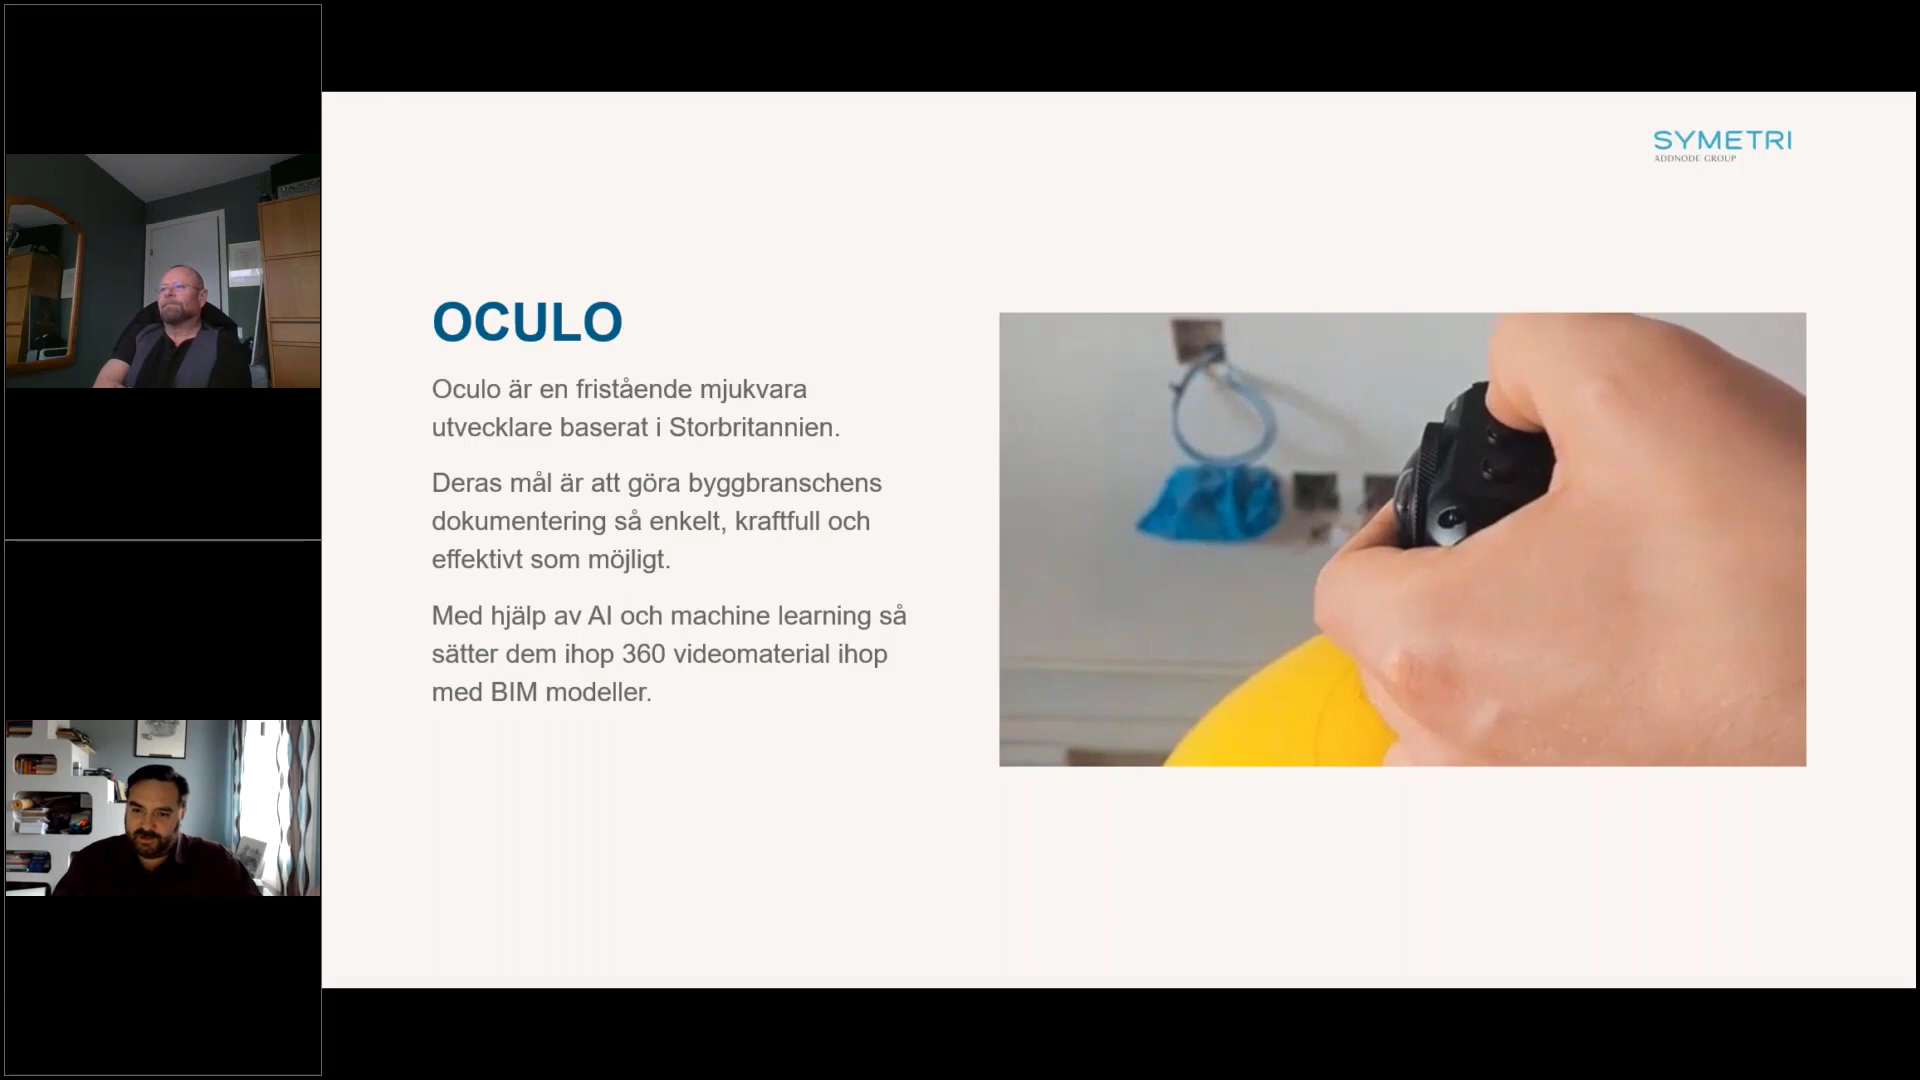 SYMETRI
ADDNODE GROUP
OCULO
Oculo är en fristående mjukvara
utvecklare baserat i Storbritannien.
Deras mål är att göra byggbranschens
dokumentering så enkelt, kraftfull och
effektivt som möjligt.
Med hjälp av AI och machine learning så
sätter dem ihop 360 videomaterial ihop
med BIM modeller.